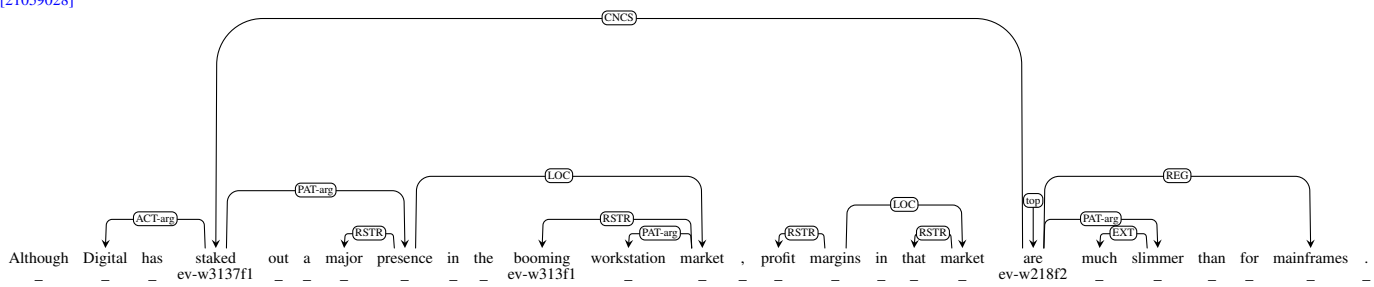 [21059028]
CNCS
LOC REG
PAT-arg
top LOC
ACT-arg RSTR PAT-arg
RSTR PAT-arg RSTR RSTR EXT
Although Digital has staked out a major presence in the booming workstation market , profit margins in that market are much slimmer than for mainframes .
ev-w3137f1 ev-w313f1 ev-w218f2
_ _ _ _ _ _ _ _ _ _ _ _ _ _ _ _ _ _ _ _ _ _